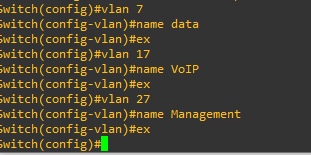 Switch(config)#vlan 7
Switch(config-vlan)#name data
Switch(config-vlan)#ex
Switch(config)#vlan 17
Switch(config-vlan)#name VoIP
Switch(config-vlan)#ex
Switch(config)#vlan 27
Switch(config-vlan)#name Management
Switch(config-vlan)#ex
Switch(config)#